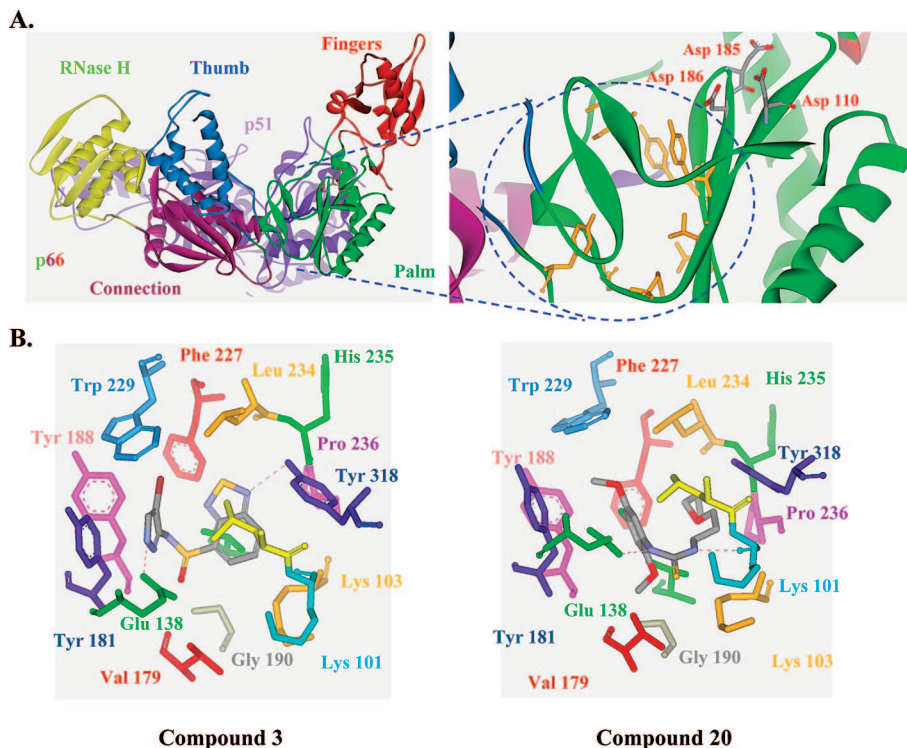 A.
RNase H
Thumb
Fingers
p51
p66
Connection
Palm
Asp 185
Asp 186
Asp 110
B.
Phe 227
Leu 234
His 235
Trp 229
Tyr 188
Pro 236
Tyr 318
Lys 103
Glu 138
Tyr 181
Gly 190
Lys 101
Val 179
Compound 3
Phe 227
Leu 234
His 235
Trp 229
Tyr 188
Tyr 318
Pro 236
Lys 101
Glu 138
Tyr 181
Gly 190
Lys 103
Val 179
Compound 20